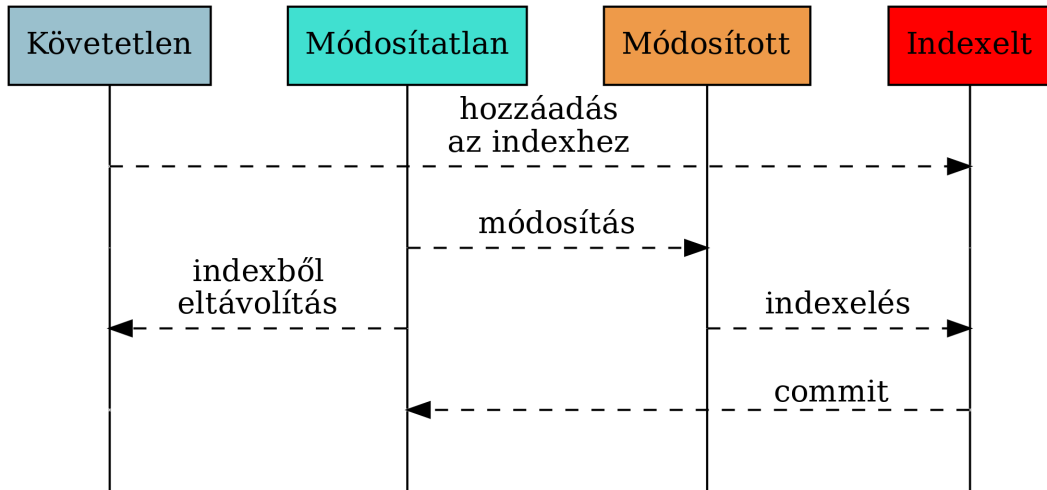 Követetlen
Módosítatlan
Módosított
Indexelt
hozzáadás
az indexhez
módosítás
indexből
eltávolítás
indexelés
commit